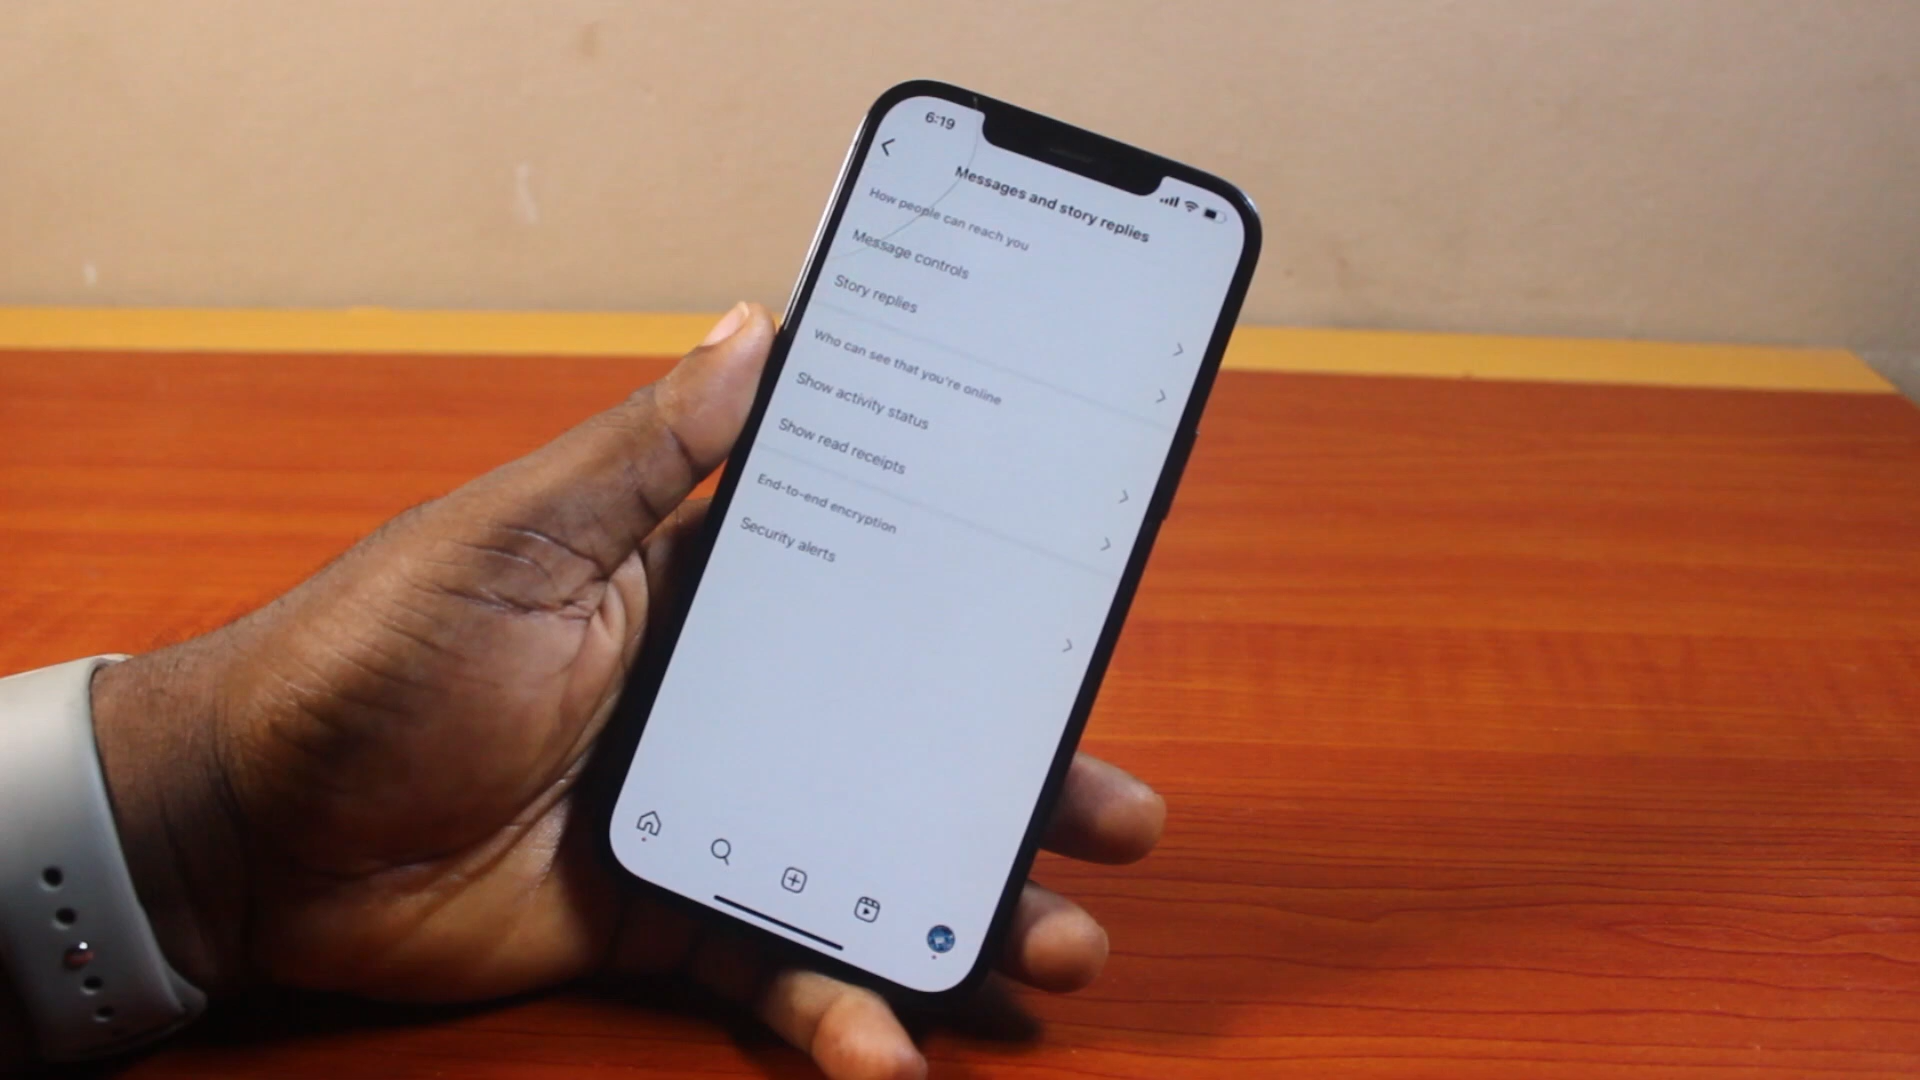 6:19
Messages and story replies
How people can reach you
Message controls
Story replies
Who can see that you're online
Show activity status
Show read receipts
End-to-end encryption
Security alerts